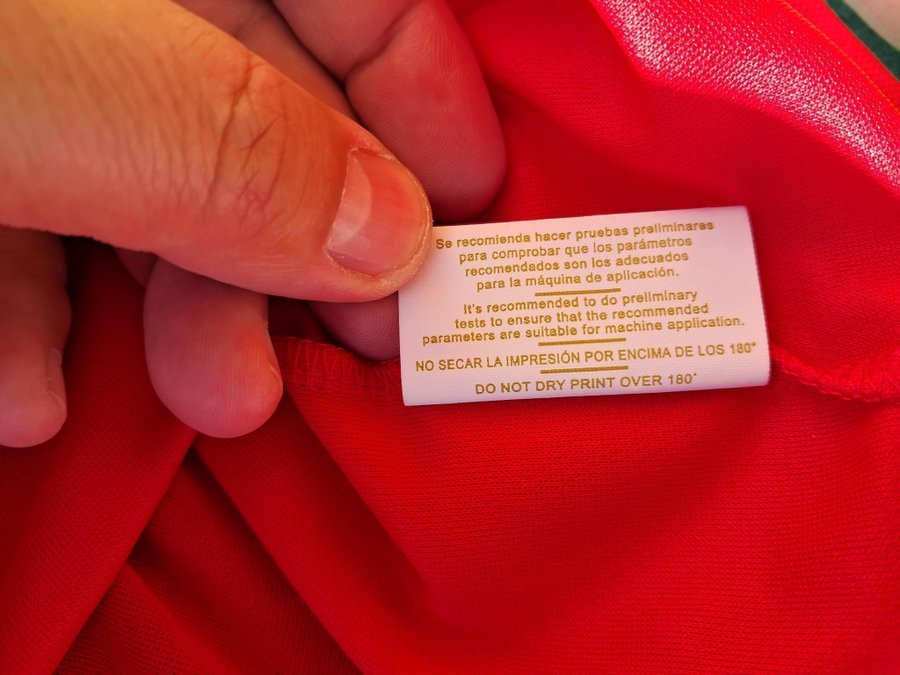 Se recomienda hacer pruebas preliminares
para comprobar que los parámetros
recomendados son los adecuados
para la máquina de aplicación.
It's recommended to do preliminary
tests to ensure that the recommended
parameters are suitable for machine application.
NO SECAR LA IMPRESIÓN POR ENCIMA DE LOS 180°
DO NOT DRY PRINT OVER 180°